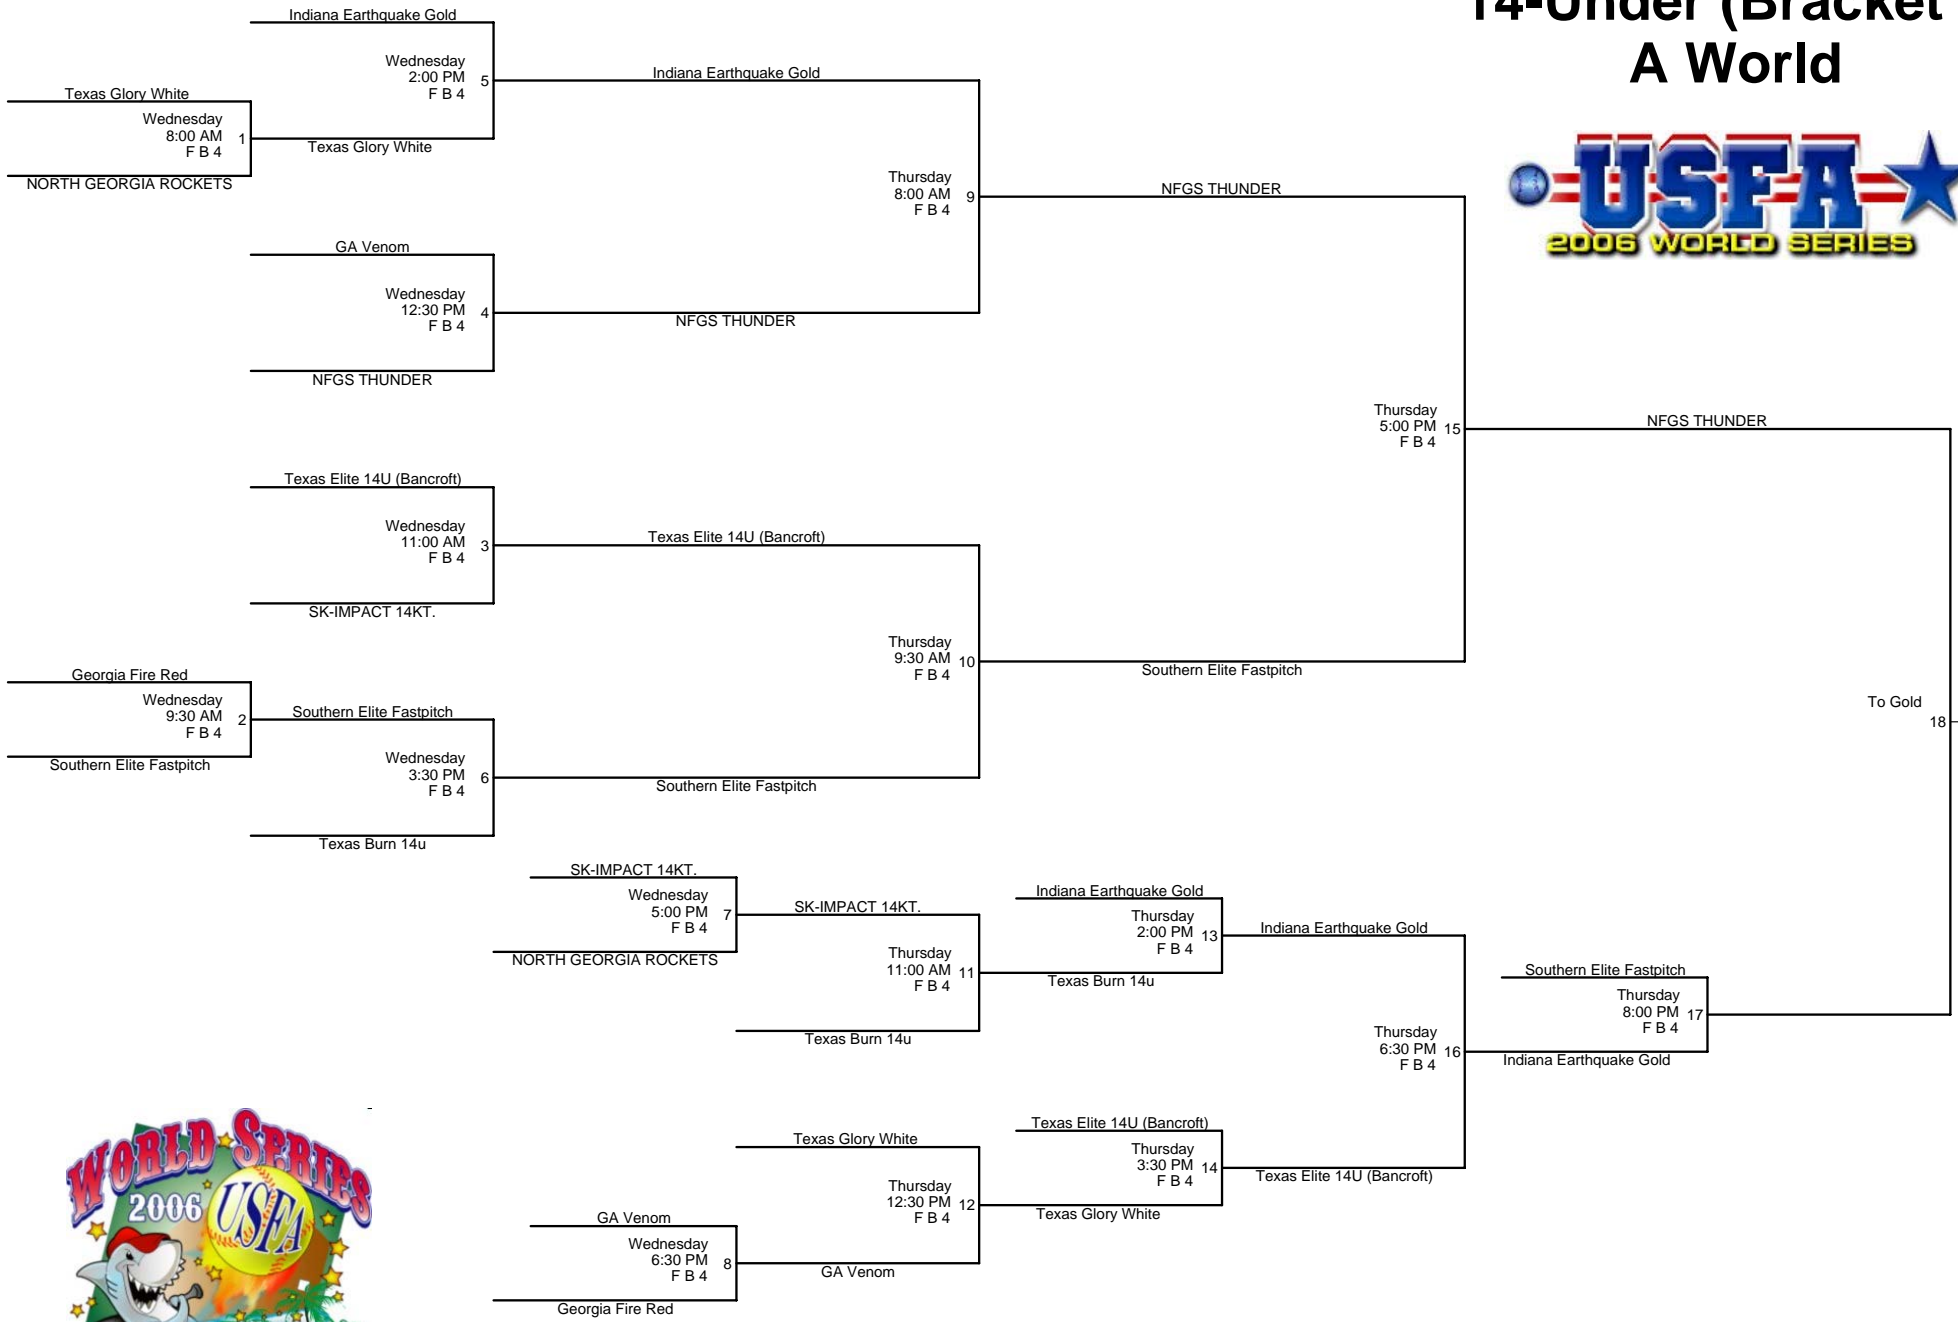 14-Under (Bracket
A World
USFA
2006 WORLD SERIES
Indiana Earthquake Gold
Wednesday
2:00 PM
F B 4
5
Indiana Earthquake Gold
Texas Glory White
Wednesday
8:00 AM
F B 4
1
Texas Glory White
NORTH GEORGIA ROCKETS
Thursday
8:00 AM
F B 4
9
NFGS THUNDER
GA Venom
Wednesday
12:30 PM
F B 4
4
NFGS THUNDER
NFGS THUNDER
Thursday
5:00 PM
F B 4
15
NFGS THUNDER
Texas Elite 14U (Bancroft)
Wednesday
11:00 AM
F B 4
3
Texas Elite 14U (Bancroft)
SK-IMPACT 14KT.
Thursday
9:30 AM
F B 4
10
Southern Elite Fastpitch
Georgia Fire Red
Wednesday
9:30 AM
F B 4
2
Southern Elite Fastpitch
Southern Elite Fastpitch
Wednesday
3:30 PM
F B 4
6
Southern Elite Fastpitch
Texas Burn 14u
To Gold
18
SK-IMPACT 14KT.
Wednesday
5:00 PM
F B 4
7
SK-IMPACT 14KT.
NORTH GEORGIA ROCKETS
Thursday
11:00 AM
F B 4
11
Texas Burn 14u
Texas Burn 14u
Indiana Earthquake Gold
Thursday
2:00 PM
F B 4
13
Indiana Earthquake Gold
Southern Elite Fastpitch
Thursday
8:00 PM
F B 4
17
Thursday
6:30 PM
F B 4
16
Indiana Earthquake Gold
Texas Elite 14U (Bancroft)
Thursday
3:30 PM
F B 4
14
Texas Elite 14U (Bancroft)
Texas Glory White
Thursday
12:30 PM
F B 4
12
Texas Glory White
GA Venom
Wednesday
6:30 PM
F B 4
8
GA Venom
Georgia Fire Red
WORLD SERIES
2006
USFA